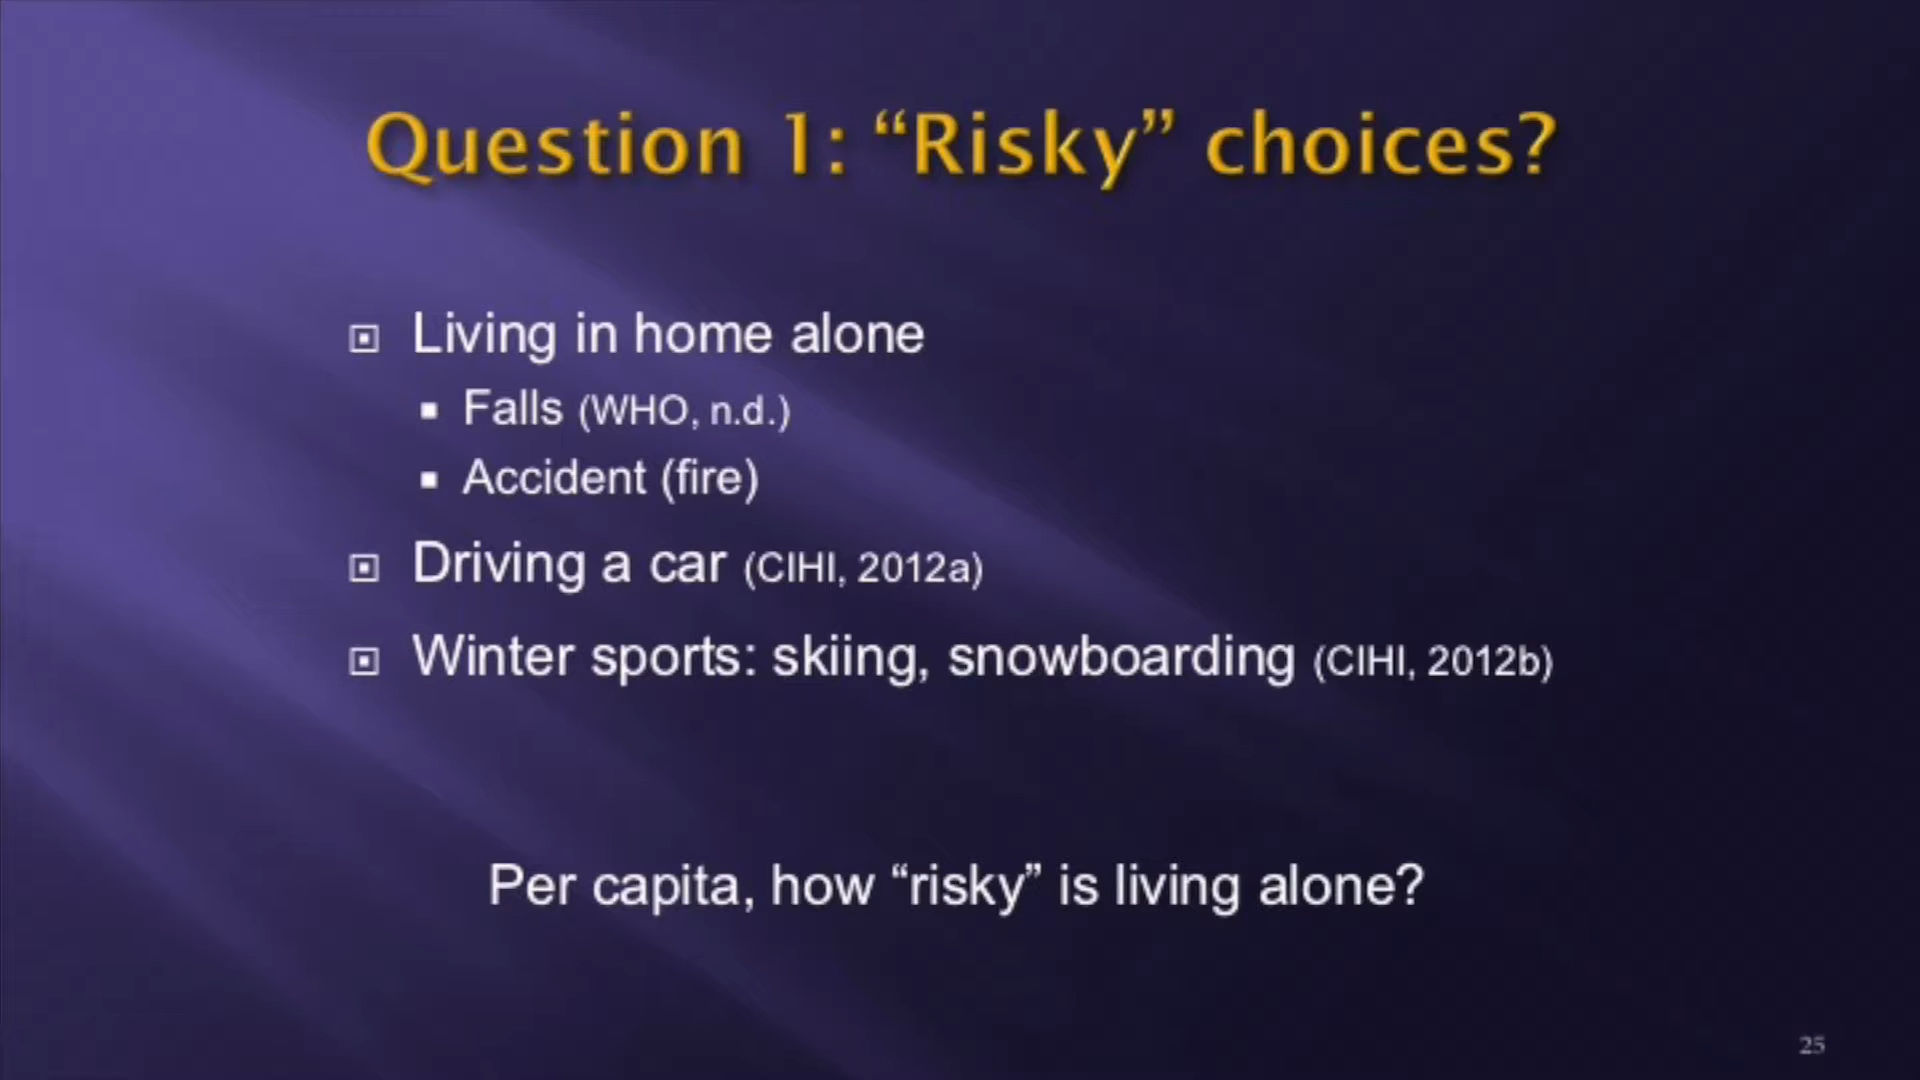 Question 1: “Risky” choices?
Living in home alone
Falls (WHO, n.d.)
Accident (fire)
Driving a car (CIHI, 2012a)
Winter sports: skiing, snowboarding (CIHI, 2012b)
Per capita, how “risky” is living alone?
25